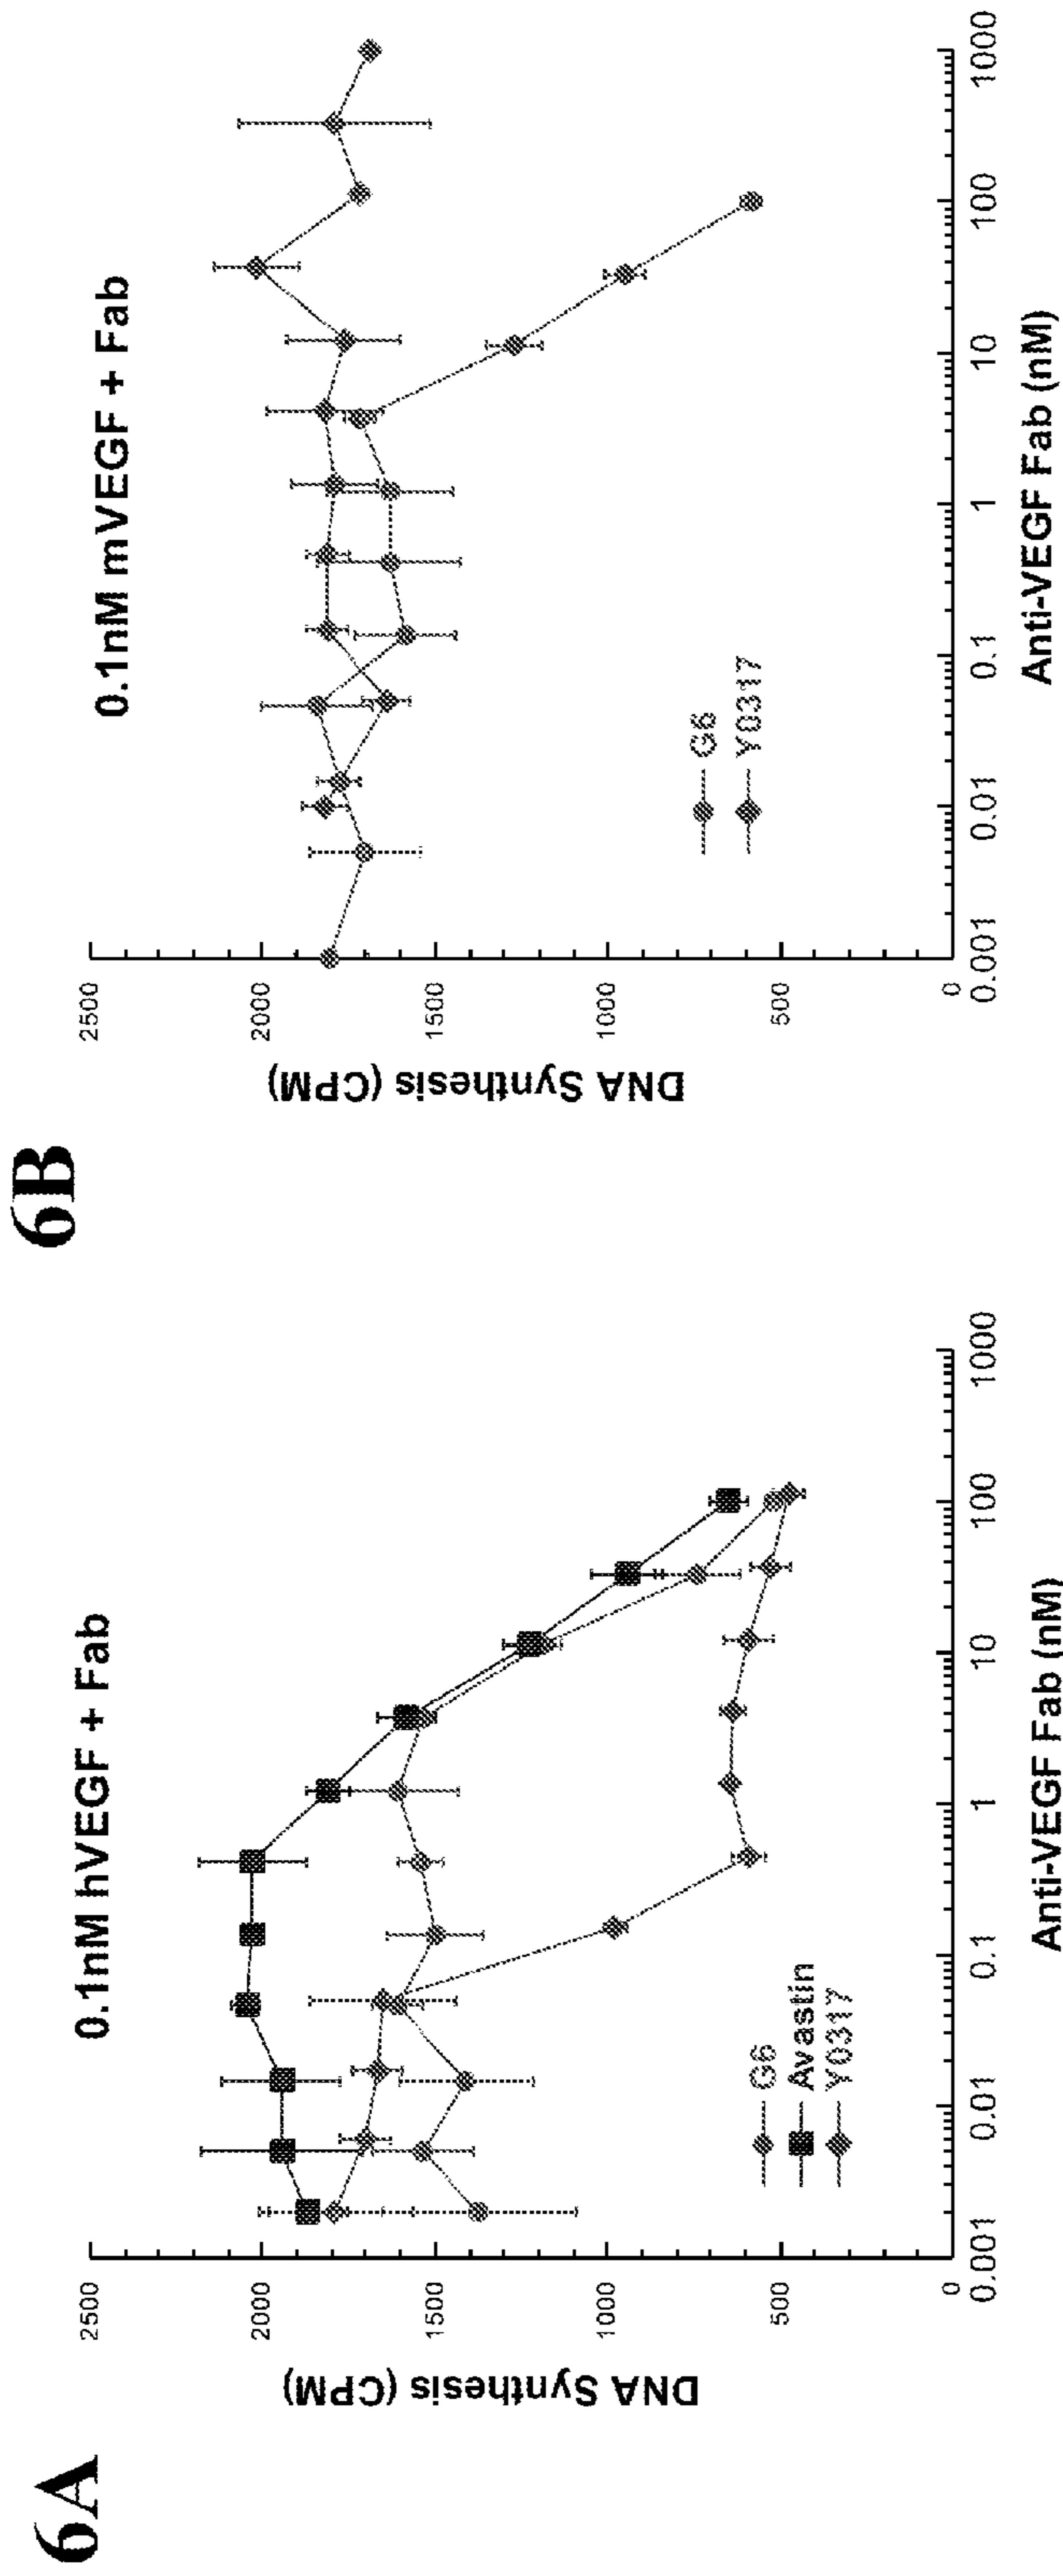 6A
0.1nM hVEGF + Fab
DNA Synthesis (CPM)
2500
2000
1500
1000
500
0
G6
Avastin
Y0317
0.001
0.01
0.1
1
10
100
1000
Anti-VEGF Fab (nM)
6B
0.1nM mVEGF + Fab
DNA Synthesis (CPM)
2500
2000
1500
1000
500
0
G6
Y0317
0.001
0.01
0.1
1
10
100
1000
Anti-VEGF Fab (nM)